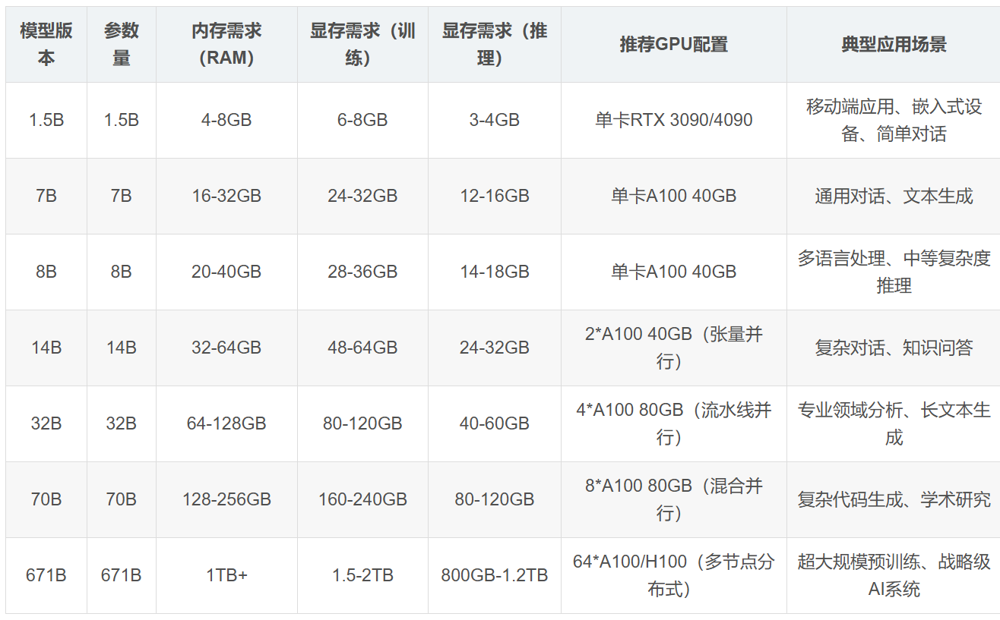 模型版
本
参数
量
内存需求
（RAM）
显存需求（训
练）
显存需求（推
理）
推荐GPU配置
典型应用场景
1.5B
1.5B
4-8GB
6-8GB
3-4GB
单卡RTX 3090/4090
移动端应用、嵌入式设
备、简单对话
7B
7B
16-32GB
24-32GB
12-16GB
单卡A100 40GB
通用对话、文本生成
8B
8B
20-40GB
28-36GB
14-18GB
单卡A100 40GB
多语言处理、中等复杂度
推理
14B
14B
32-64GB
48-64GB
24-32GB
2*A100 40GB（张量并
行）
复杂对话、知识问答
32B
32B
64-128GB
80-120GB
40-60GB
4*A100 80GB（流水线并
行）
专业领域分析、长文本生
成
70B
70B
128-256GB
160-240GB
80-120GB
8*A100 80GB（混合并
行）
复杂代码生成、学术研究
671B
671B
1TB+
1.5-2TB
800GB-1.2TB
64*A100/H100（多节点分
布式）
超大规模预训练、战略级
AI系统